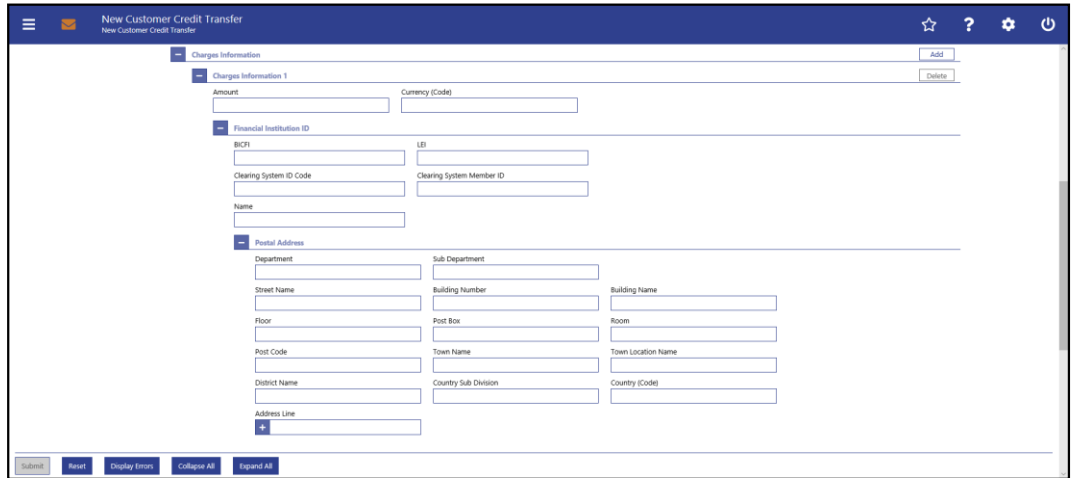 New Customer Credit Transfer
New Customer Credit Transfer
Charges Information
Add
Charges Information 1
Delete
Amount Currency (Code)
Financial Institution ID
BICFI LEI
Clearing System ID Code Clearing System Member ID
Name
Postal Address
Department Sub Department
Street Name Building Number Building Name
Floor Post Box Room
Post Code Town Name Town Location Name
District Name Country Sub Division Country (Code)
Address Line
Submit Reset Display Errors Collapse All Expand All